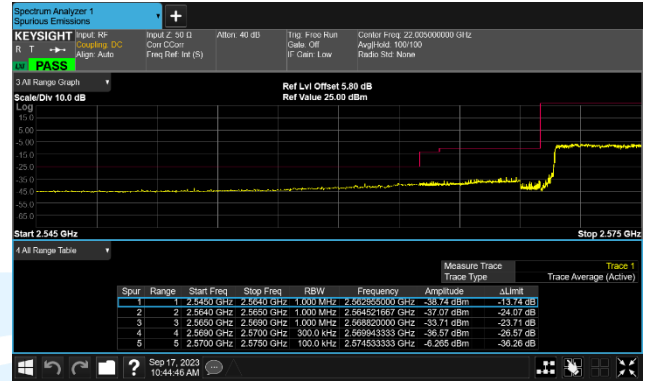 Spectrum Analyzer 1
Spurious Emissions
+
KEYSIGHT Input: RF Input Z: 50 Ω Atten: 40 dB Trig: Free Run Center Freq: 22.005000000 GHz
R T Coupling: DC Corr CCorr Gate: Off Avg|Hold: 100/100
Align: Auto Freq Ref: Int (S) IF Gain: Low Radio Std: None
PASS
3 All Range Graph
Ref Lvl Offset 5.80 dB
Scale/Div 10.0 dB Ref Value 25.00 dBm
Log
15.0
5.00
-5.00
-15.0
-25.0
-35.0
-45.0
-55.0
-65.0
Start 2.545 GHz Stop 2.575 GHz
4 All Range Table
Measure Trace Trace 1
Trace Type Trace Average (Active)
Spur Range Start Freq Stop Freq RBW Frequency Amplitude ΔLimit
1 1 2.5450 GHz 2.5640 GHz 1.000 MHz 2.562955000 GHz -38.74 dBm -13.74 dB
2 2 2.5640 GHz 2.5650 GHz 1.000 MHz 2.564521667 GHz -37.07 dBm -24.07 dB
3 3 2.5650 GHz 2.5690 GHz 1.000 MHz 2.568820000 GHz -33.71 dBm -23.71 dB
4 4 2.5690 GHz 2.5700 GHz 300.0 kHz 2.569943333 GHz -36.57 dBm -26.57 dB
5 5 2.5700 GHz 2.5750 GHz 100.0 kHz 2.574533333 GHz -6.265 dBm -36.26 dB
? Sep 17, 2023
10:44:46 AM